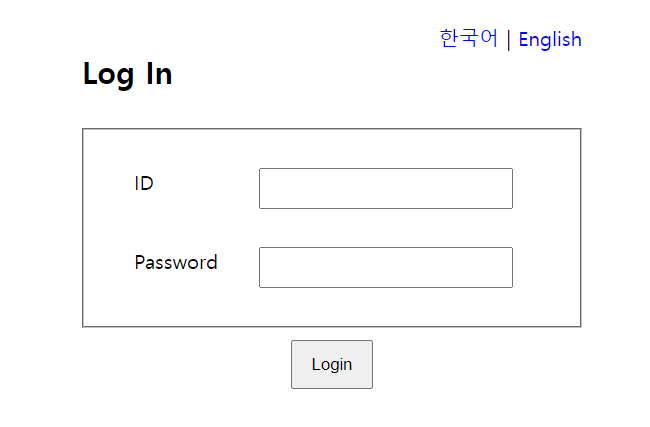 한국어 | English
Log In
ID
Password
Login